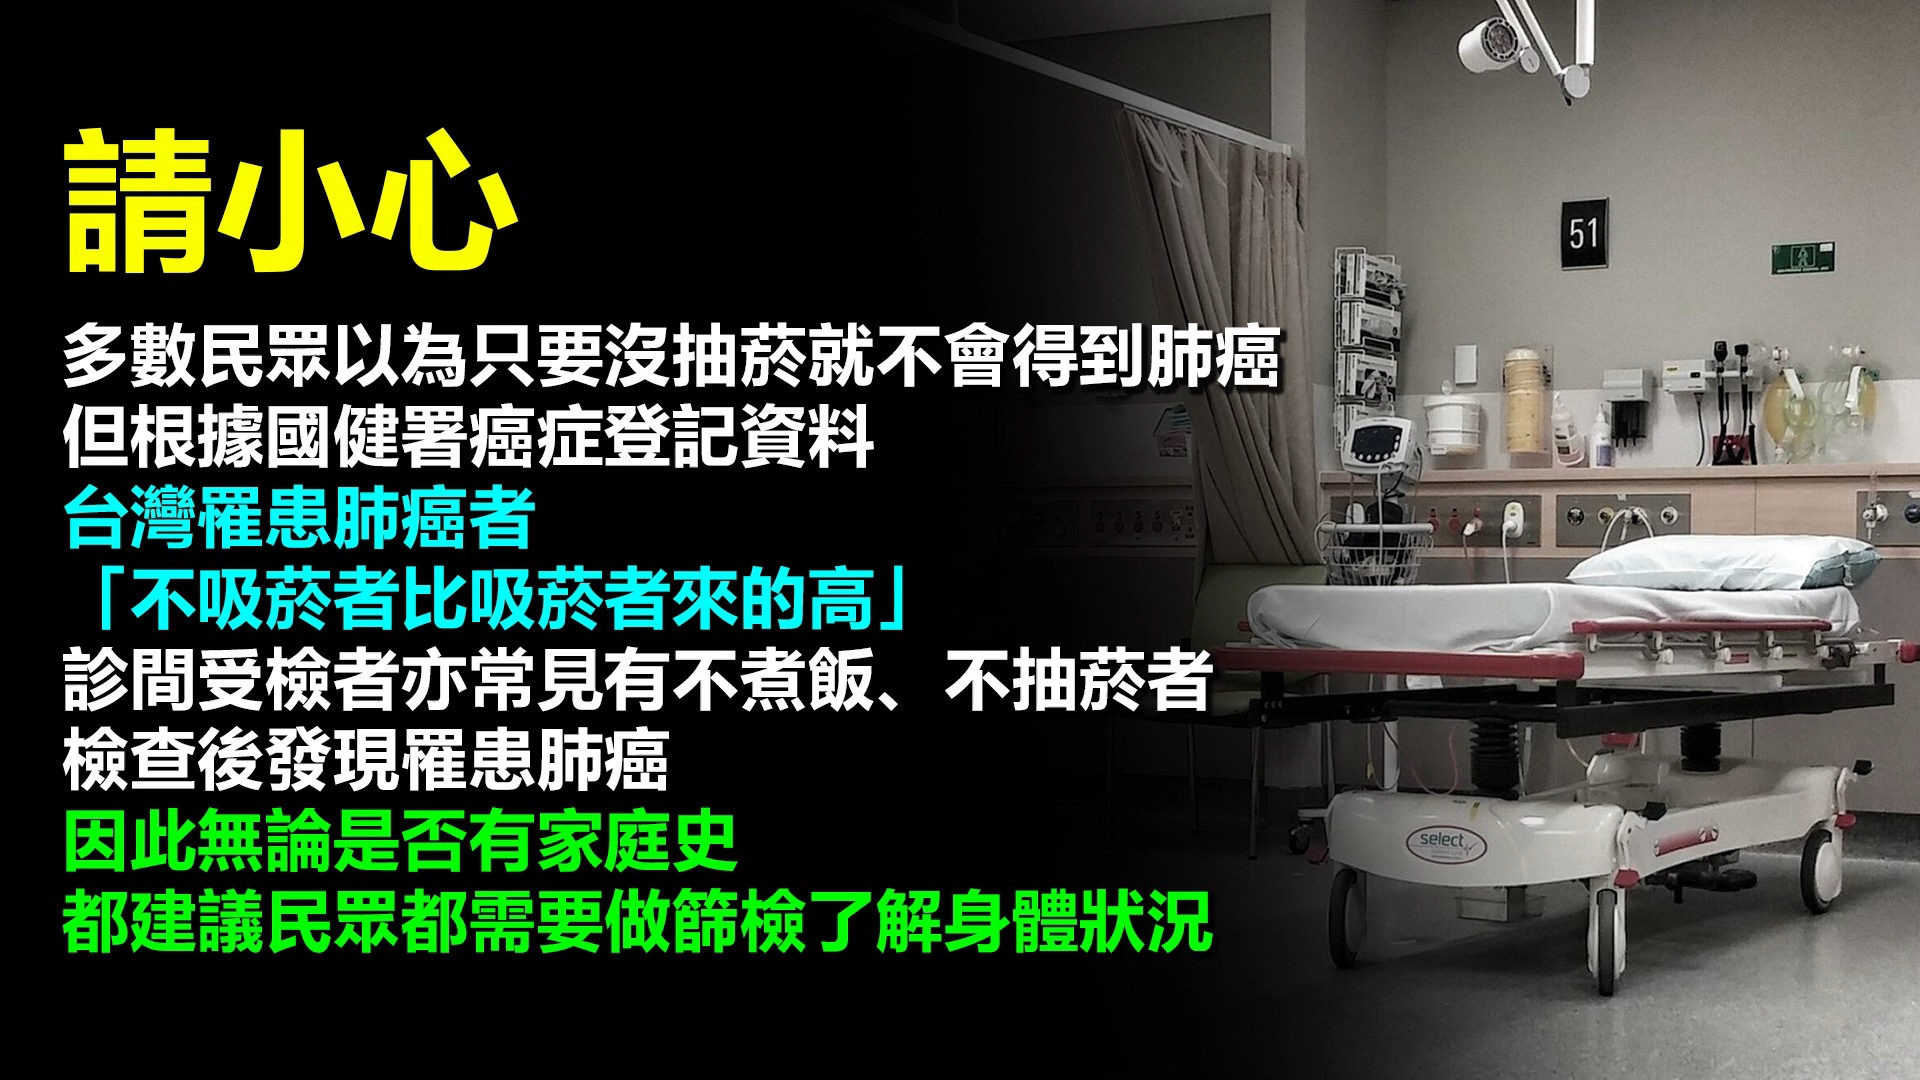 請小心
多數民眾以為只要沒抽菸就不會得到肺癌
但根據國健署癌症登記資料
台灣罹患肺癌者
「不吸菸者比吸菸者來的高」
診間受檢者亦常見有不煮飯、不抽菸者
檢查後發現罹患肺癌
因此無論是否有家庭史
都建議民眾都需要做篩檢了解身體狀況
51
select